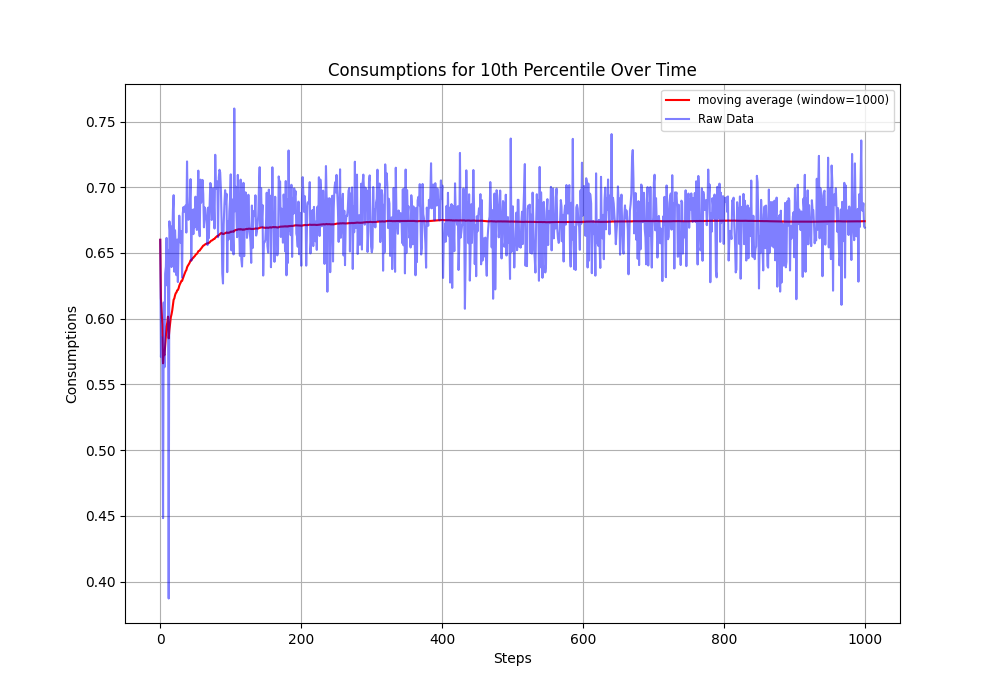 Consumptions for 10th Percentile Over Time
moving average (window=1000)
Raw Data
0.75
0.70
0.65
0.60
0.55
0.50
0.45
0.40
Consumptions
0 200 400 600 800 1000
Steps